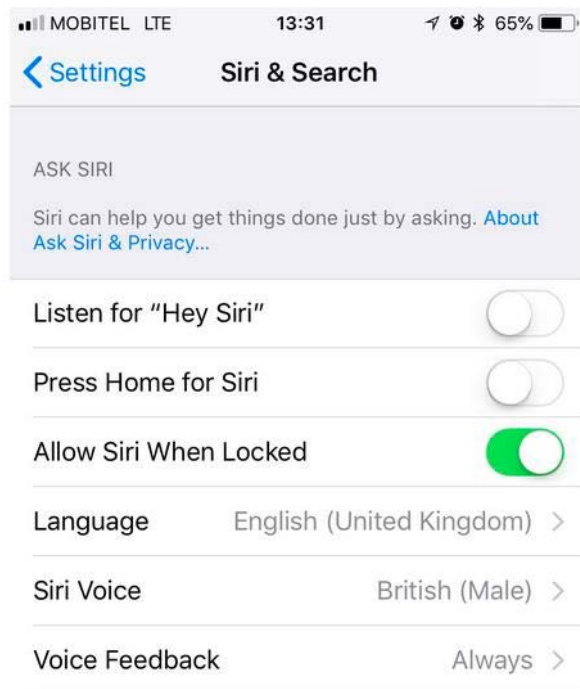 MOBITEL LTE 13:31 65%
Settings Siri & Search
ASK SIRI
Siri can help you get things done just by asking. About
Ask Siri & Privacy...
Listen for “Hey Siri”
Press Home for Siri
Allow Siri When Locked
Language English (United Kingdom)
Siri Voice British (Male)
Voice Feedback Always